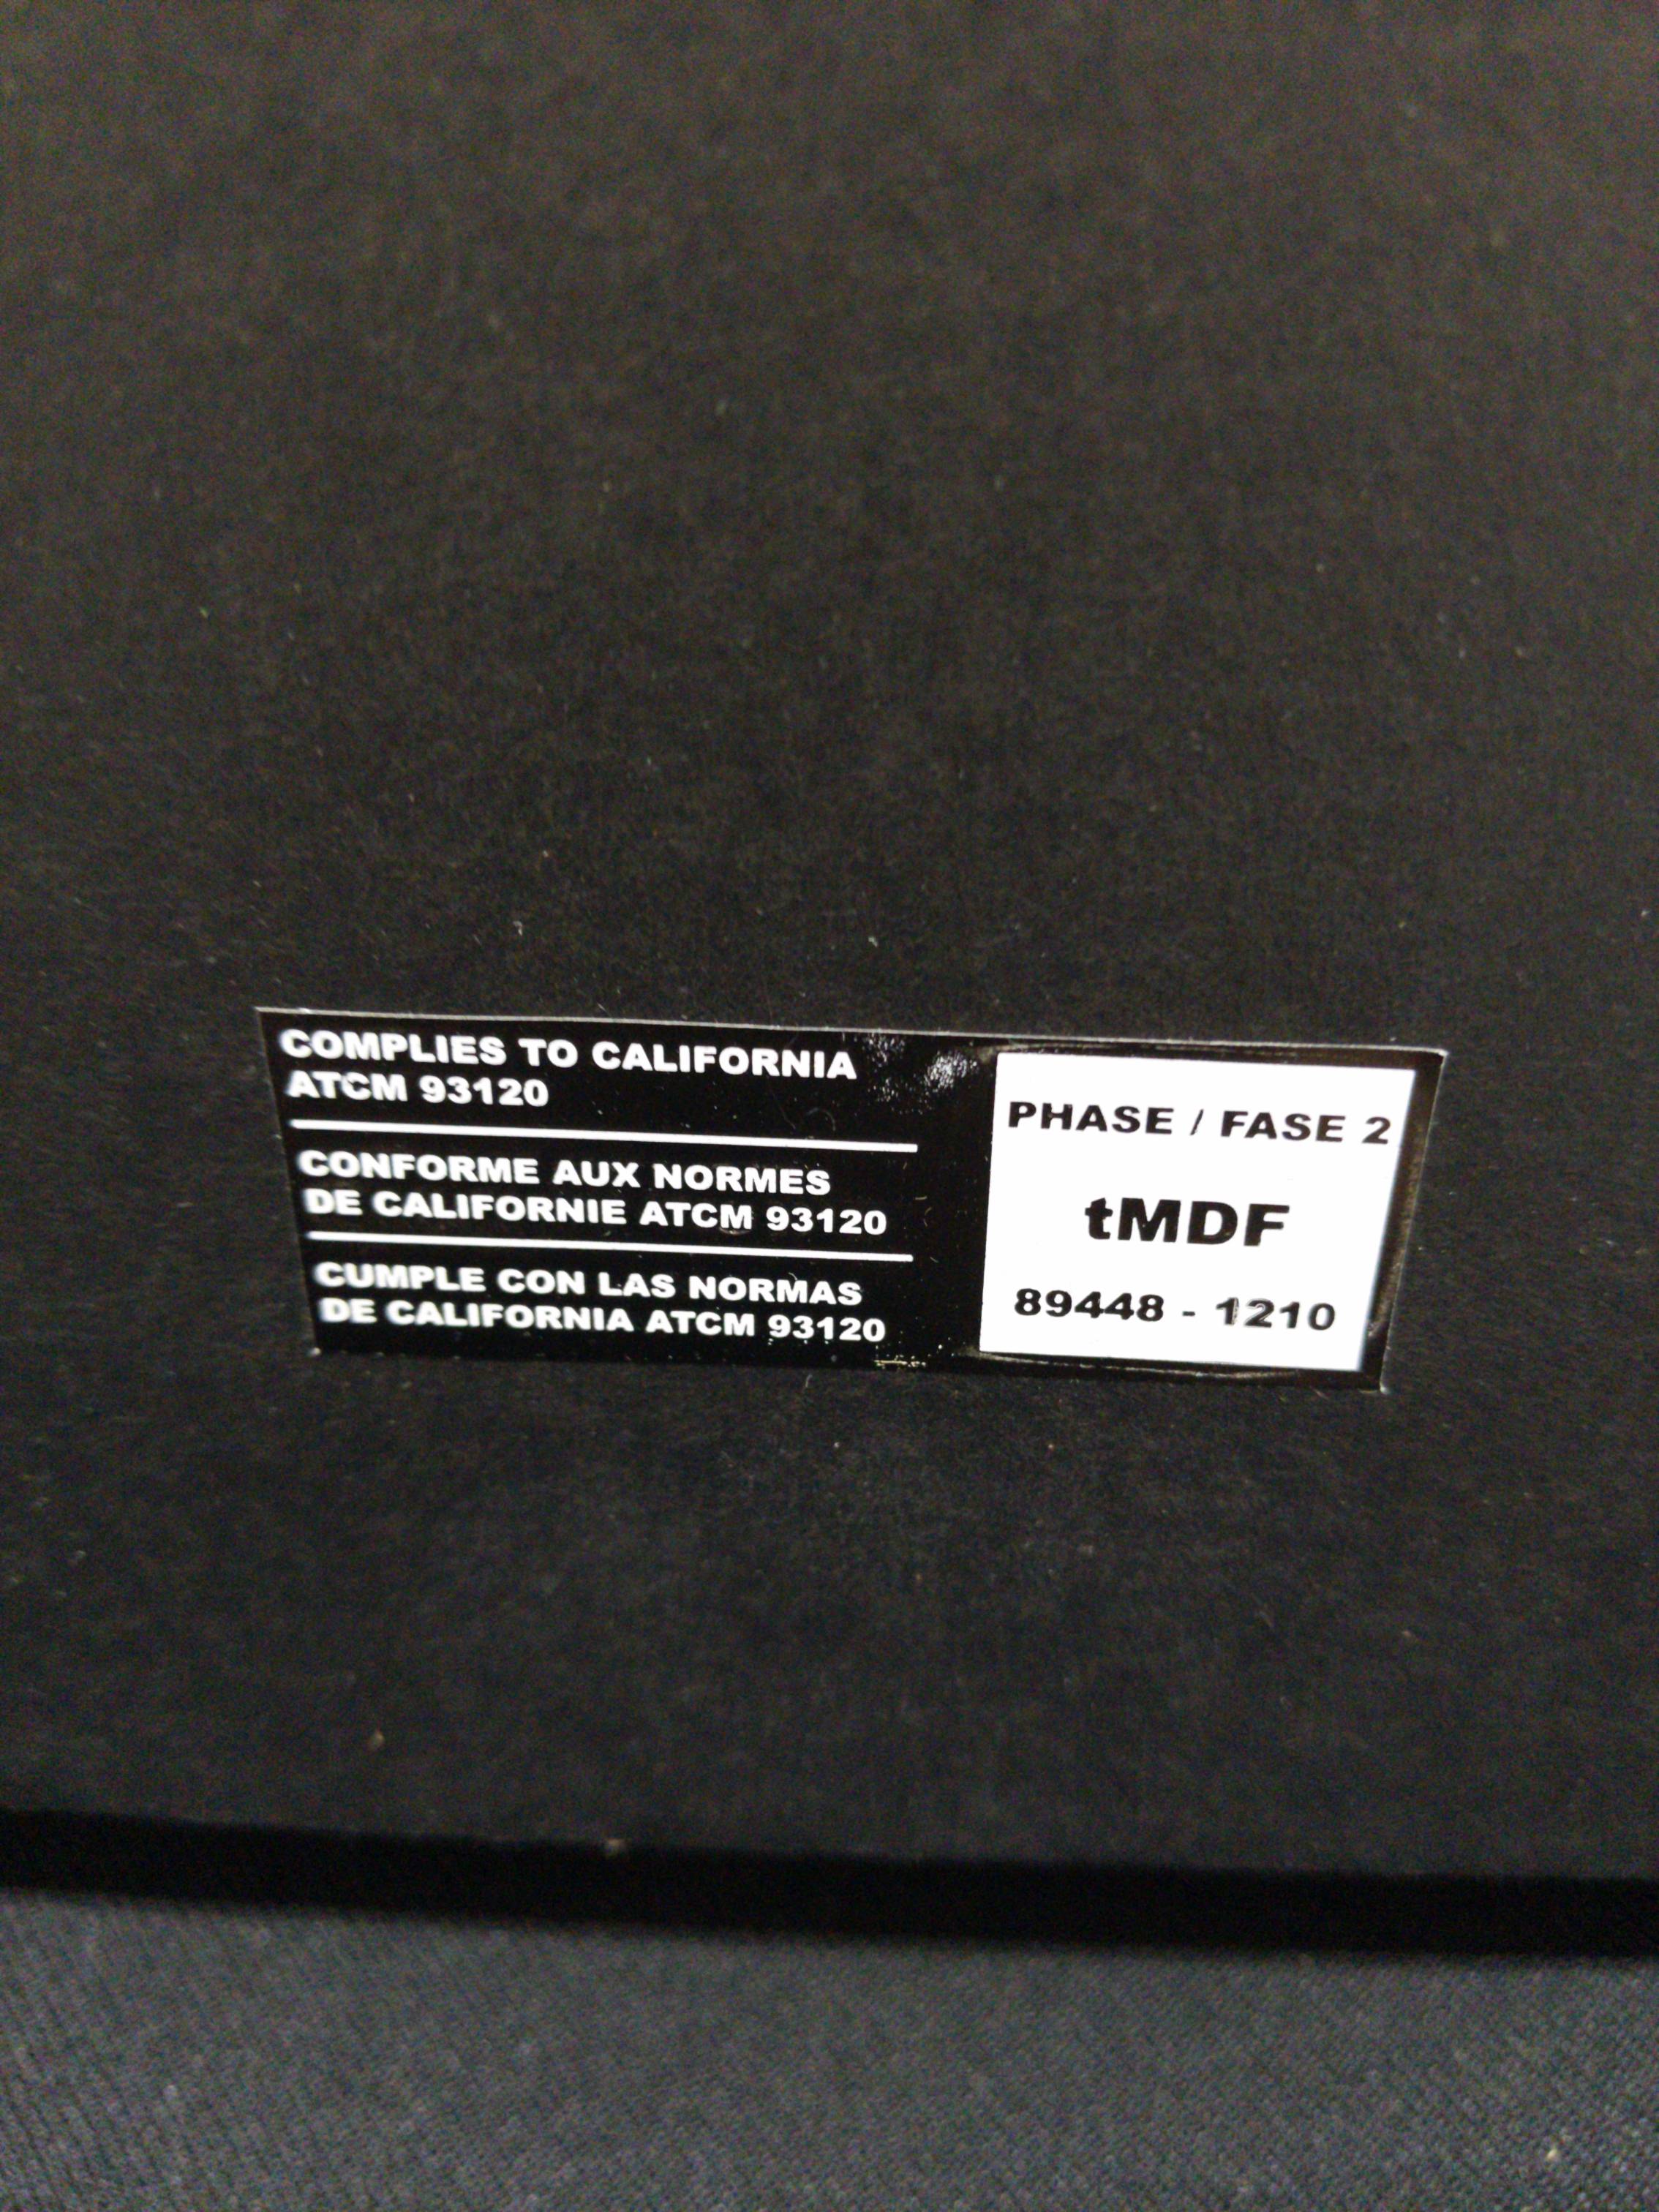 COMPLIES TO CALIFORNIA
ATCM 93120
CONFORME AUX NORMES
DE CALIFORNIE ATCM 93120
CUMPLE CON LAS NORMAS
DE CALIFORNIA ATCM 93120
PHASE / FASE 2
tMDF
89448 - 1210